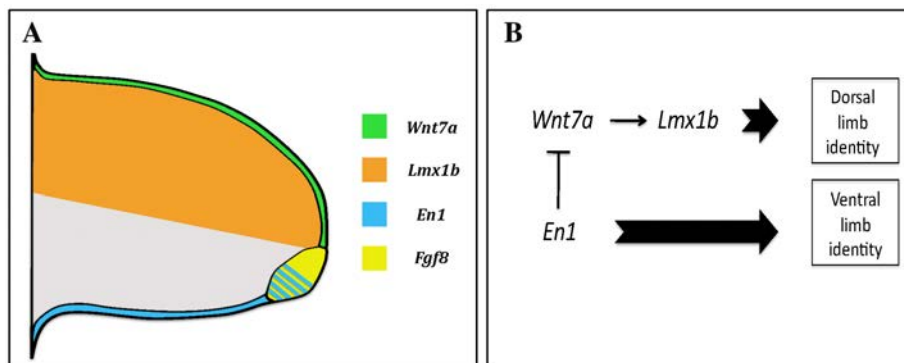 A
Wnt7a
Lmx1b
En1
Fgf8
B
Wnt7a
Lmx1b
Dorsal
limb
identity
En1
Ventral
limb
identity